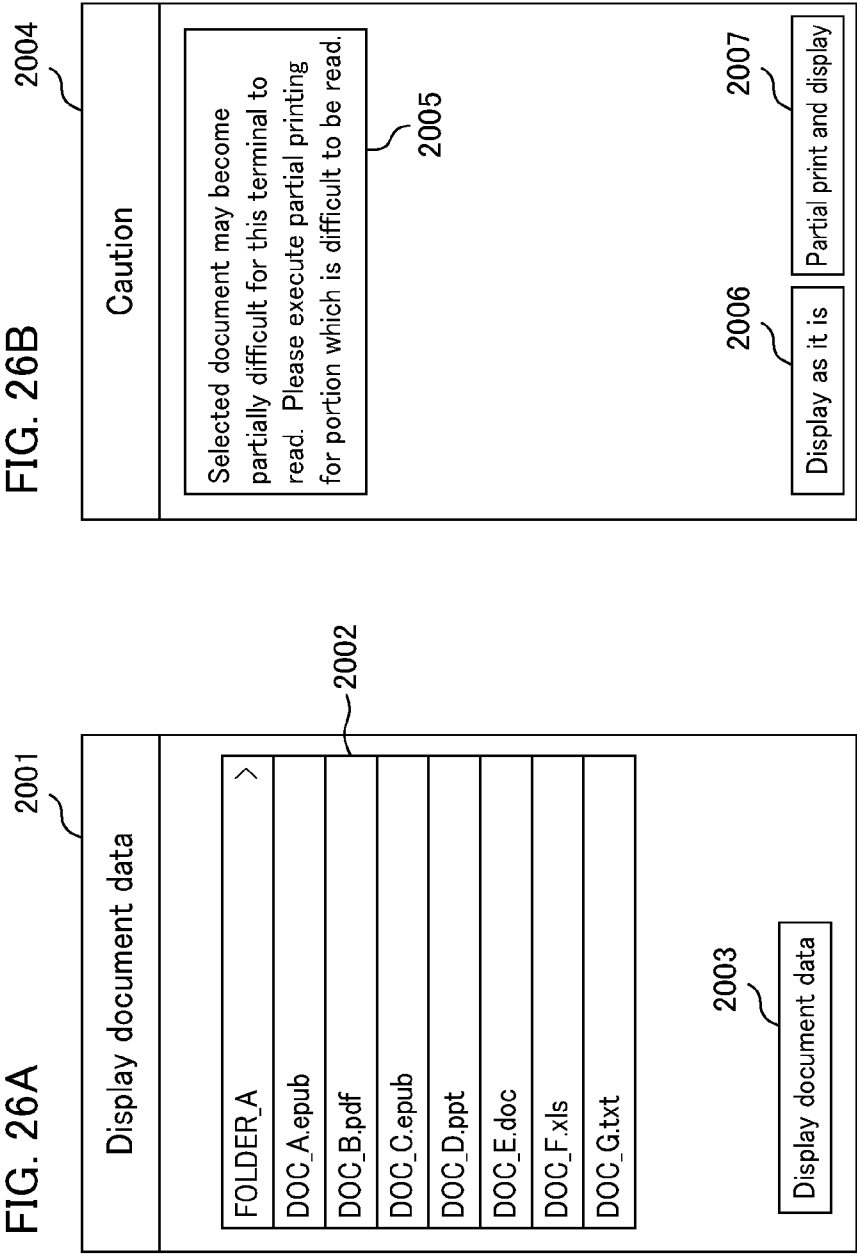 FIG. 26A
2001
Display document data
FOLDER_A >
DOC_A.epub
DOC_B.pdf
DOC_C.epub
DOC_D.ppt
DOC_E.doc
DOC_F.xls
DOC_G.txt
2002
2003
Display document data
FIG. 26B
2004
Caution
Selected document may become
partially difficult for this terminal to
read. Please execute partial printing
for portion which is difficult to be read.
2005
2006
Display as it is
2007
Partial print and display